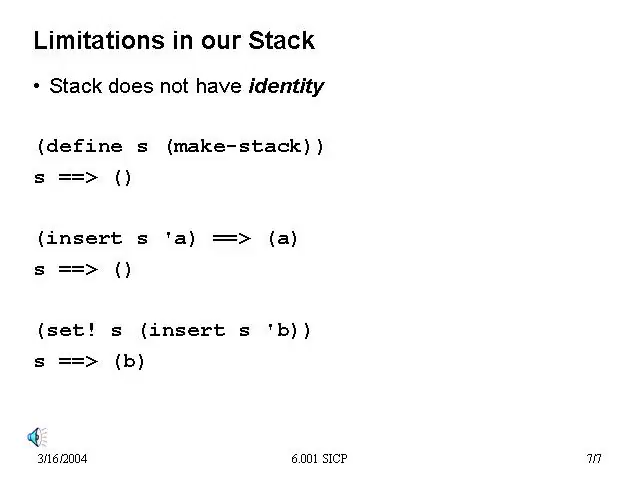 Limitations in our Stack
• Stack does not have identity
(define s (make-stack))
s ==> ()
(insert s 'a) ==> (a)
s ==> ()
(set! s (insert s 'b))
s ==> (b)
3/16/2004 6.001 SICP 7/7